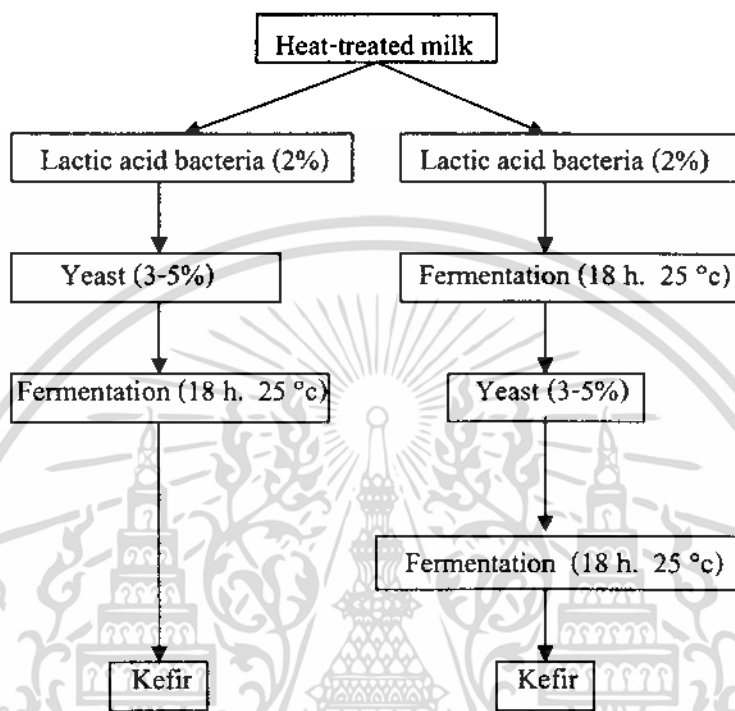 Heat-treated milk
Lactic acid bacteria (2%)
Yeast (3-5%)
Fermentation (18 h. 25 °c)
Kefir
Lactic acid bacteria (2%)
Fermentation (18 h. 25 °c)
Yeast (3-5%)
Fermentation (18 h. 25 °c)
Kefir